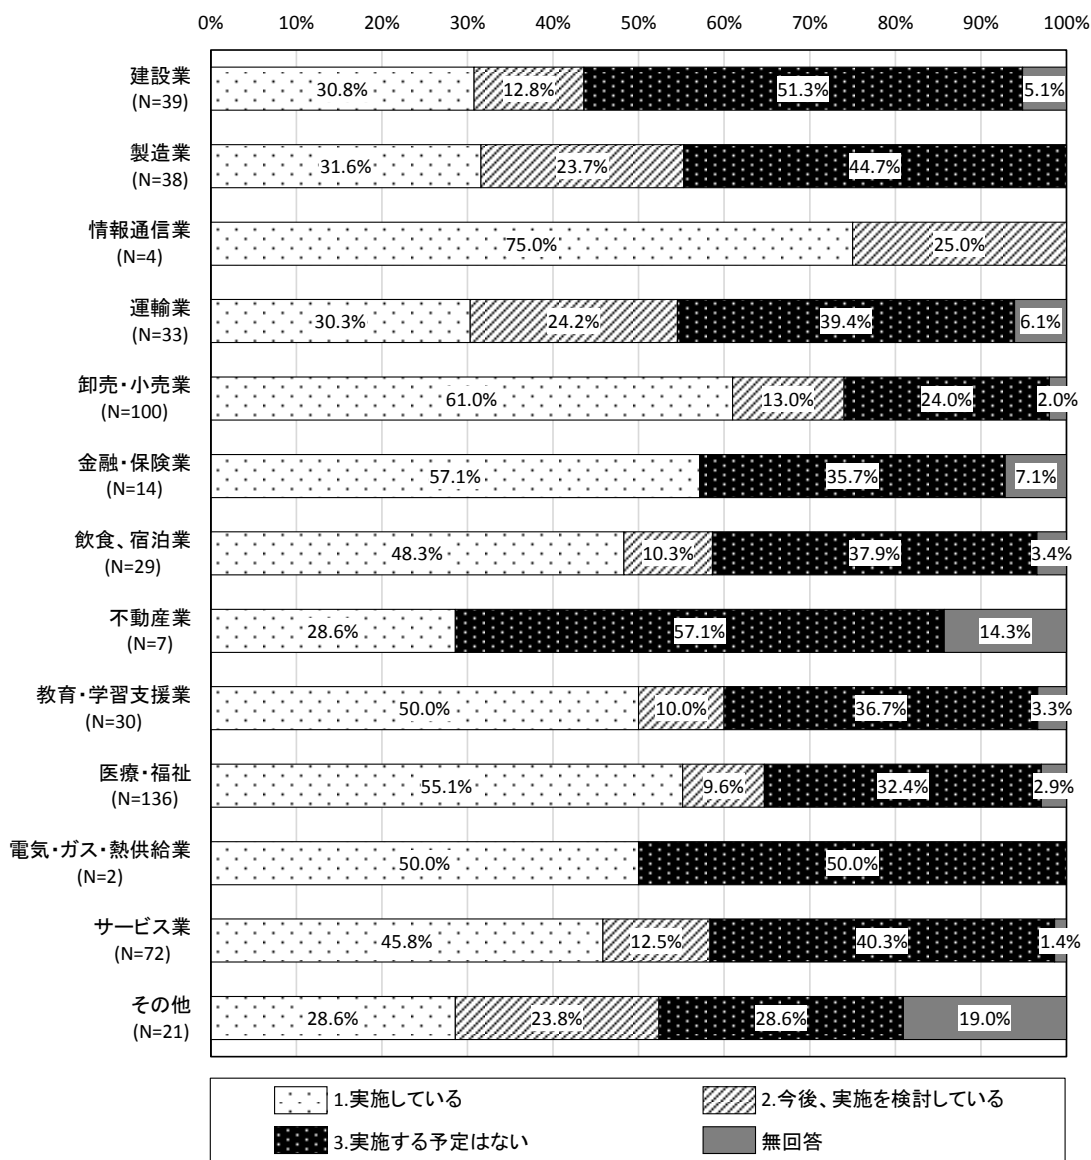 0% 10% 20% 30% 40% 50% 60% 70% 80% 90% 100%
建設業
(N=39)
30.8% 12.8% 51.3% 5.1%
製造業
(N=38)
31.6% 23.7% 44.7%
情報通信業
(N=4)
75.0% 25.0%
運輸業
(N=33)
30.3% 24.2% 39.4% 6.1%
卸売・小売業
(N=100)
61.0% 13.0% 24.0% 2.0%
金融・保険業
(N=14)
57.1% 35.7% 7.1%
飲食、宿泊業
(N=29)
48.3% 10.3% 37.9% 3.4%
不動産業
(N=7)
28.6% 57.1% 14.3%
教育・学習支援業
(N=30)
50.0% 10.0% 36.7% 3.3%
医療・福祉
(N=136)
55.1% 9.6% 32.4% 2.9%
電気・ガス・熱供給業
(N=2)
50.0% 50.0%
サービス業
(N=72)
45.8% 12.5% 40.3% 1.4%
その他
(N=21)
28.6% 23.8% 28.6% 19.0%
1.実施している 2.今後、実施を検討している
3.実施する予定はない 無回答